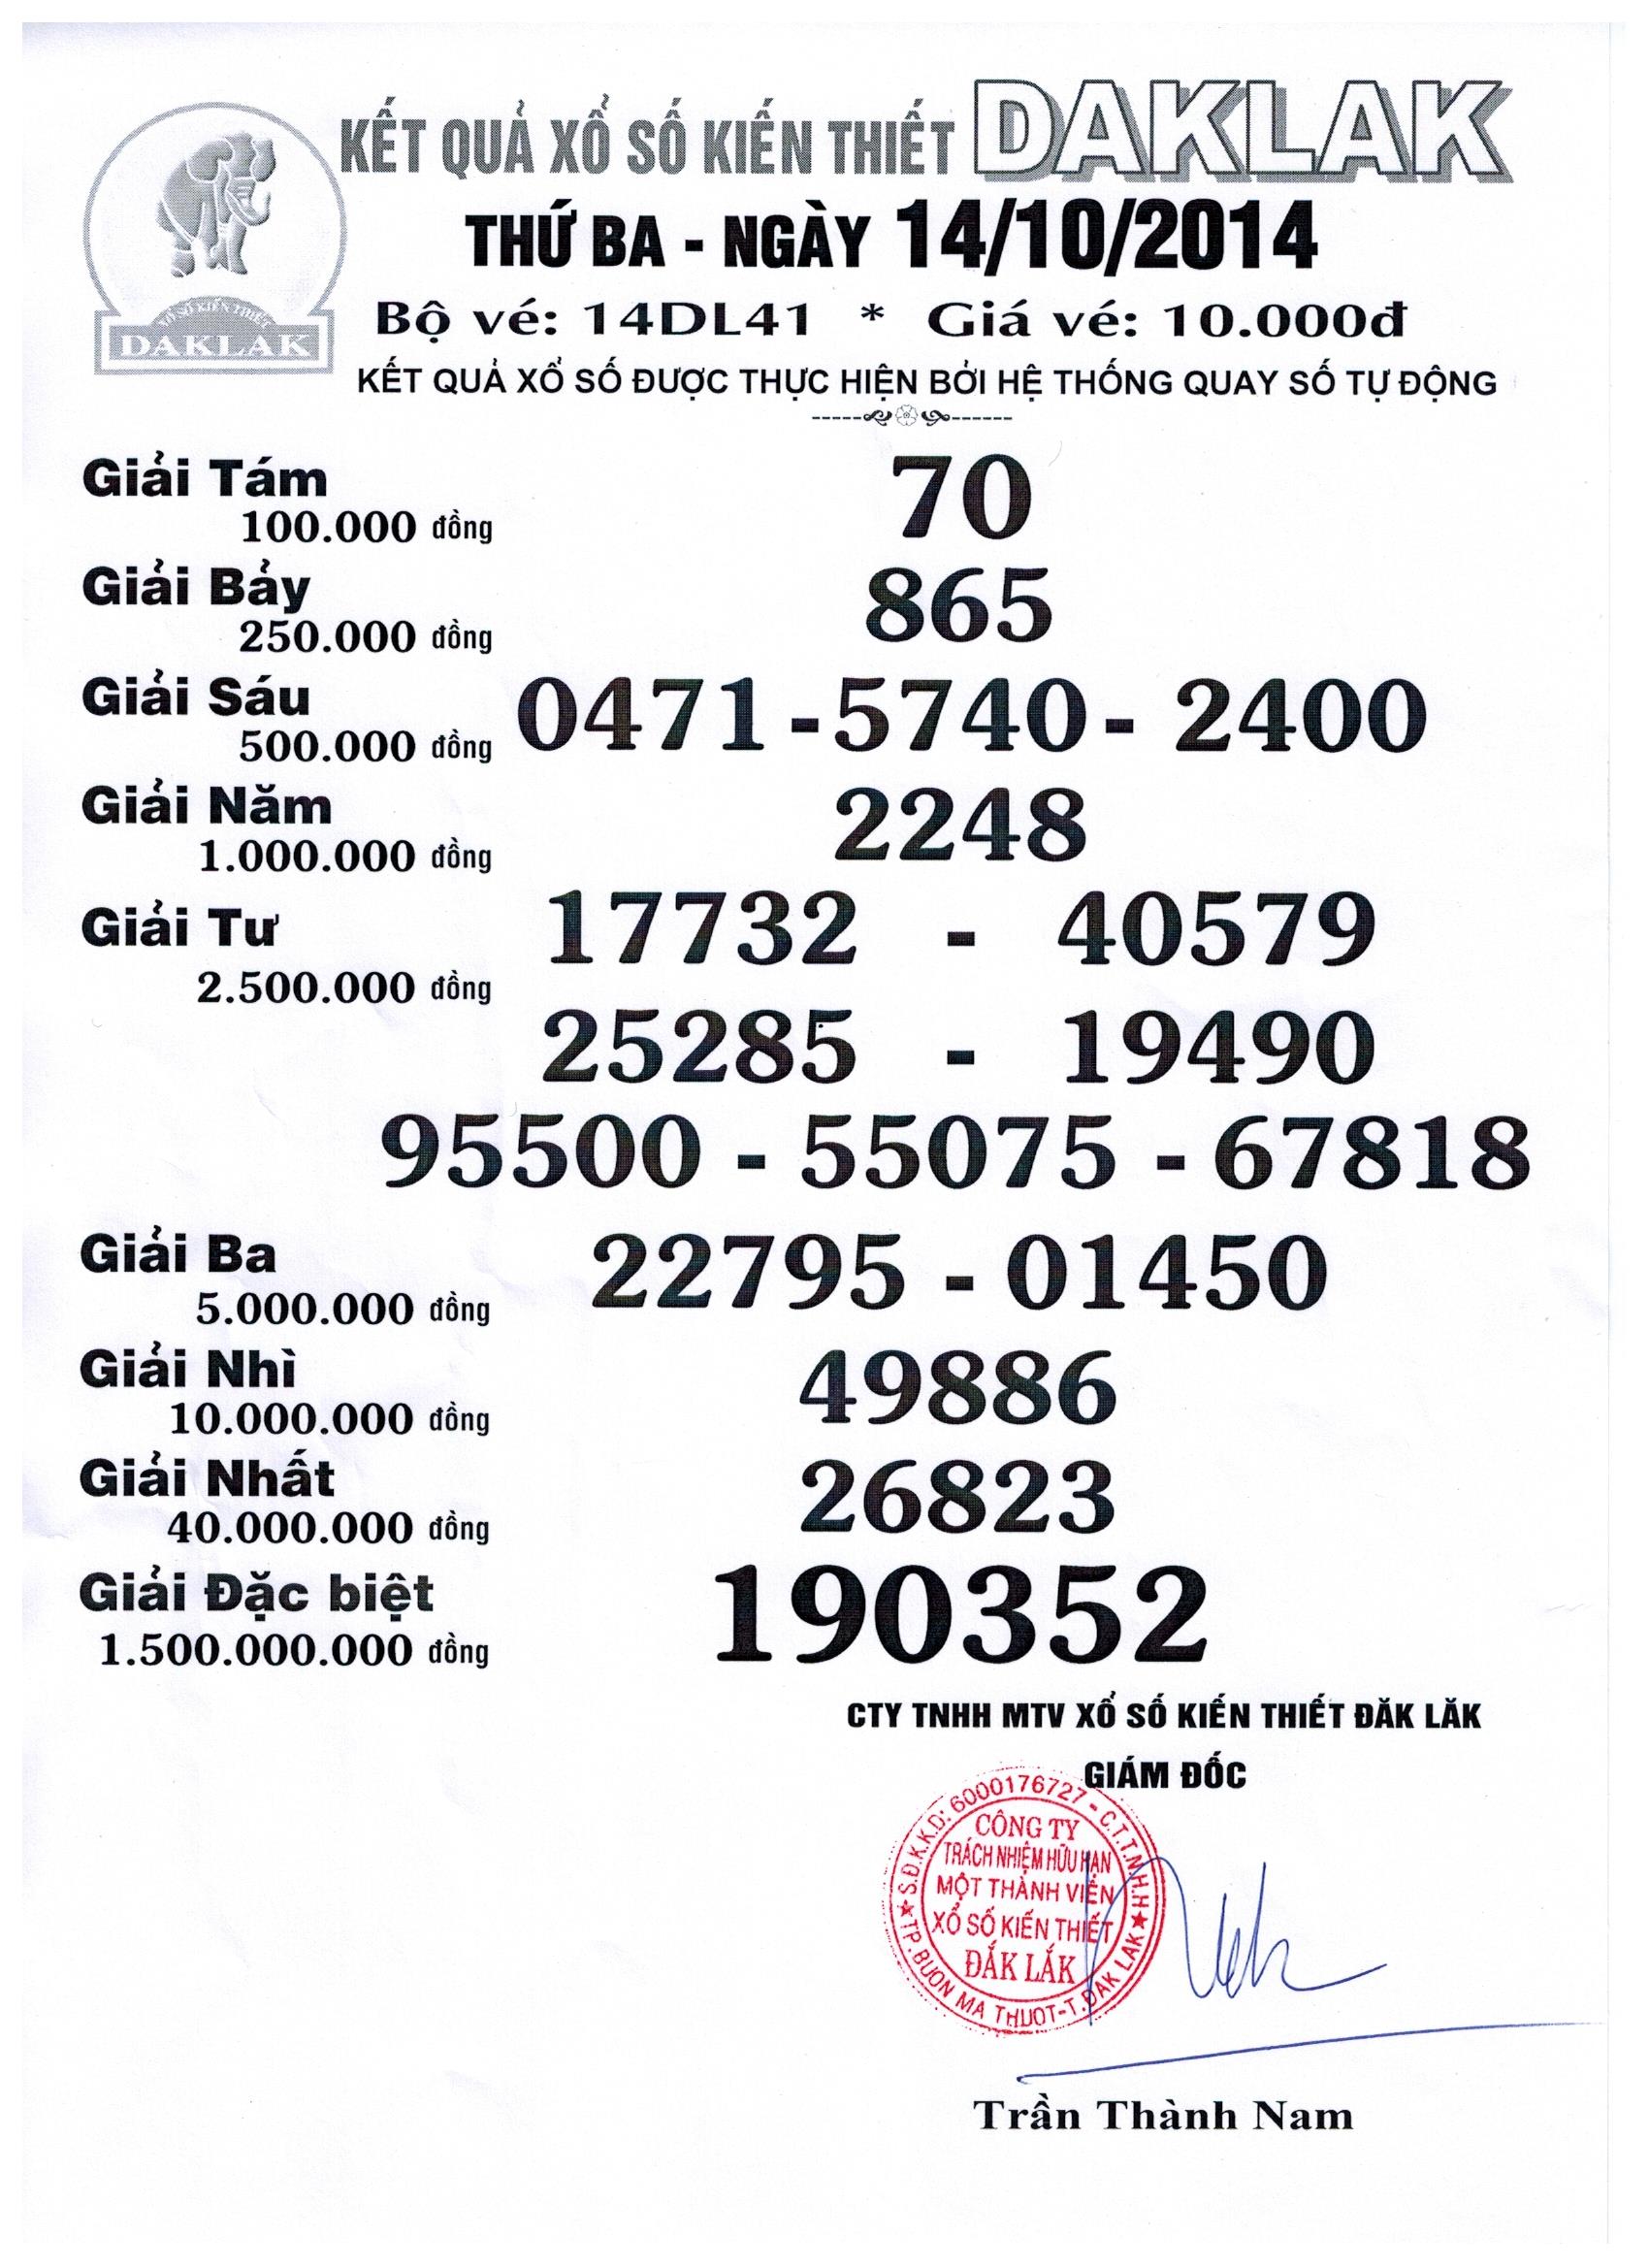 KẾT QUẢ XỔ SỐ KIẾN THIẾT DAKLAK
THỨ BA - NGÀY 14/10/2014
Bộ vé: 14DL41 * Giá vé: 10.000đ
XỔ SỐ KIẾN THIẾT
DAKLAK
KẾT QUẢ XỔ SỐ ĐƯỢC THỰC HIỆN BỞI HỆ THỐNG QUAY SỐ TỰ ĐỘNG
Giải Tám 70
100.000 đồng
Giải Bảy 865
250.000 đồng
Giải Sáu 0471 - 5740 - 2400
500.000 đồng
Giải Năm 2248
1.000.000 đồng
Giải Tư 17732 - 40579
2.500.000 đồng
25285 - 19490
95500 - 55075 - 67818
Giải Ba 22795 - 01450
5.000.000 đồng
Giải Nhì 49886
10.000.000 đồng
Giải Nhất 26823
40.000.000 đồng
Giải Đặc biệt 190352
1.500.000.000 đồng
CTY TNHH MTV XỔ SỐ KIẾN THIẾT ĐĂK LĂK
GIÁM ĐỐC
S.Đ.K.K.D: 6000176727 - C.T.T.N.H.H
CÔNG TY
TRÁCH NHIỆM HỮU HẠN
MỘT THÀNH VIÊN
XỔ SỐ KIẾN THIẾT
ĐẮK LẮK
TP.BUÔN MA THUỘT-T.ĐAK LAK
Trần Thành Nam